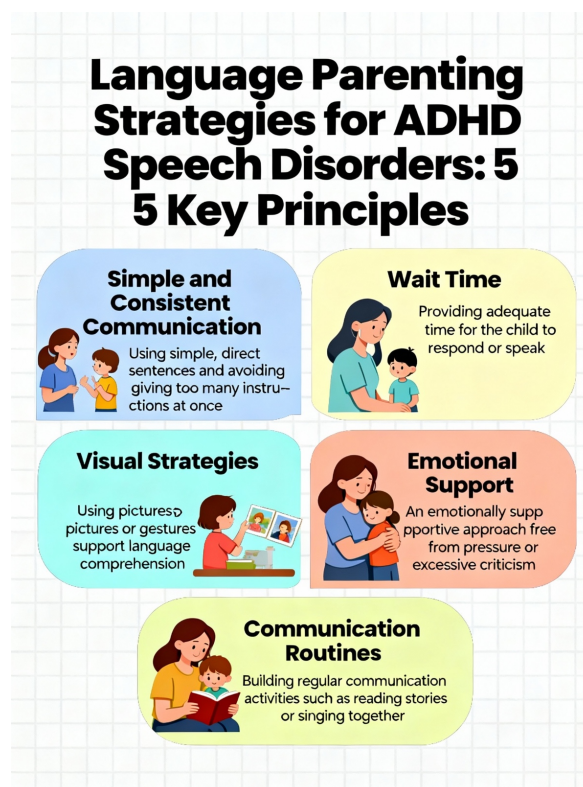 Language Parenting
Strategies for ADHD
Speech Disorders: 5
5 Key Principles
Simple and
Consistent
Communication
Using simple, direct
sentences and avoiding
giving too many instru-
ctions at once
Wait Time
Providing adequate
time for the child to
respond or speak
Visual Strategies
Using pictures
pictures or gestures
support language
comprehension
Emotional
Support
An emotionally supp
pportive approach free
from pressure or
excessive criticism
Communication
Routines
Building regular communication
activities such as reading stories
or singing together